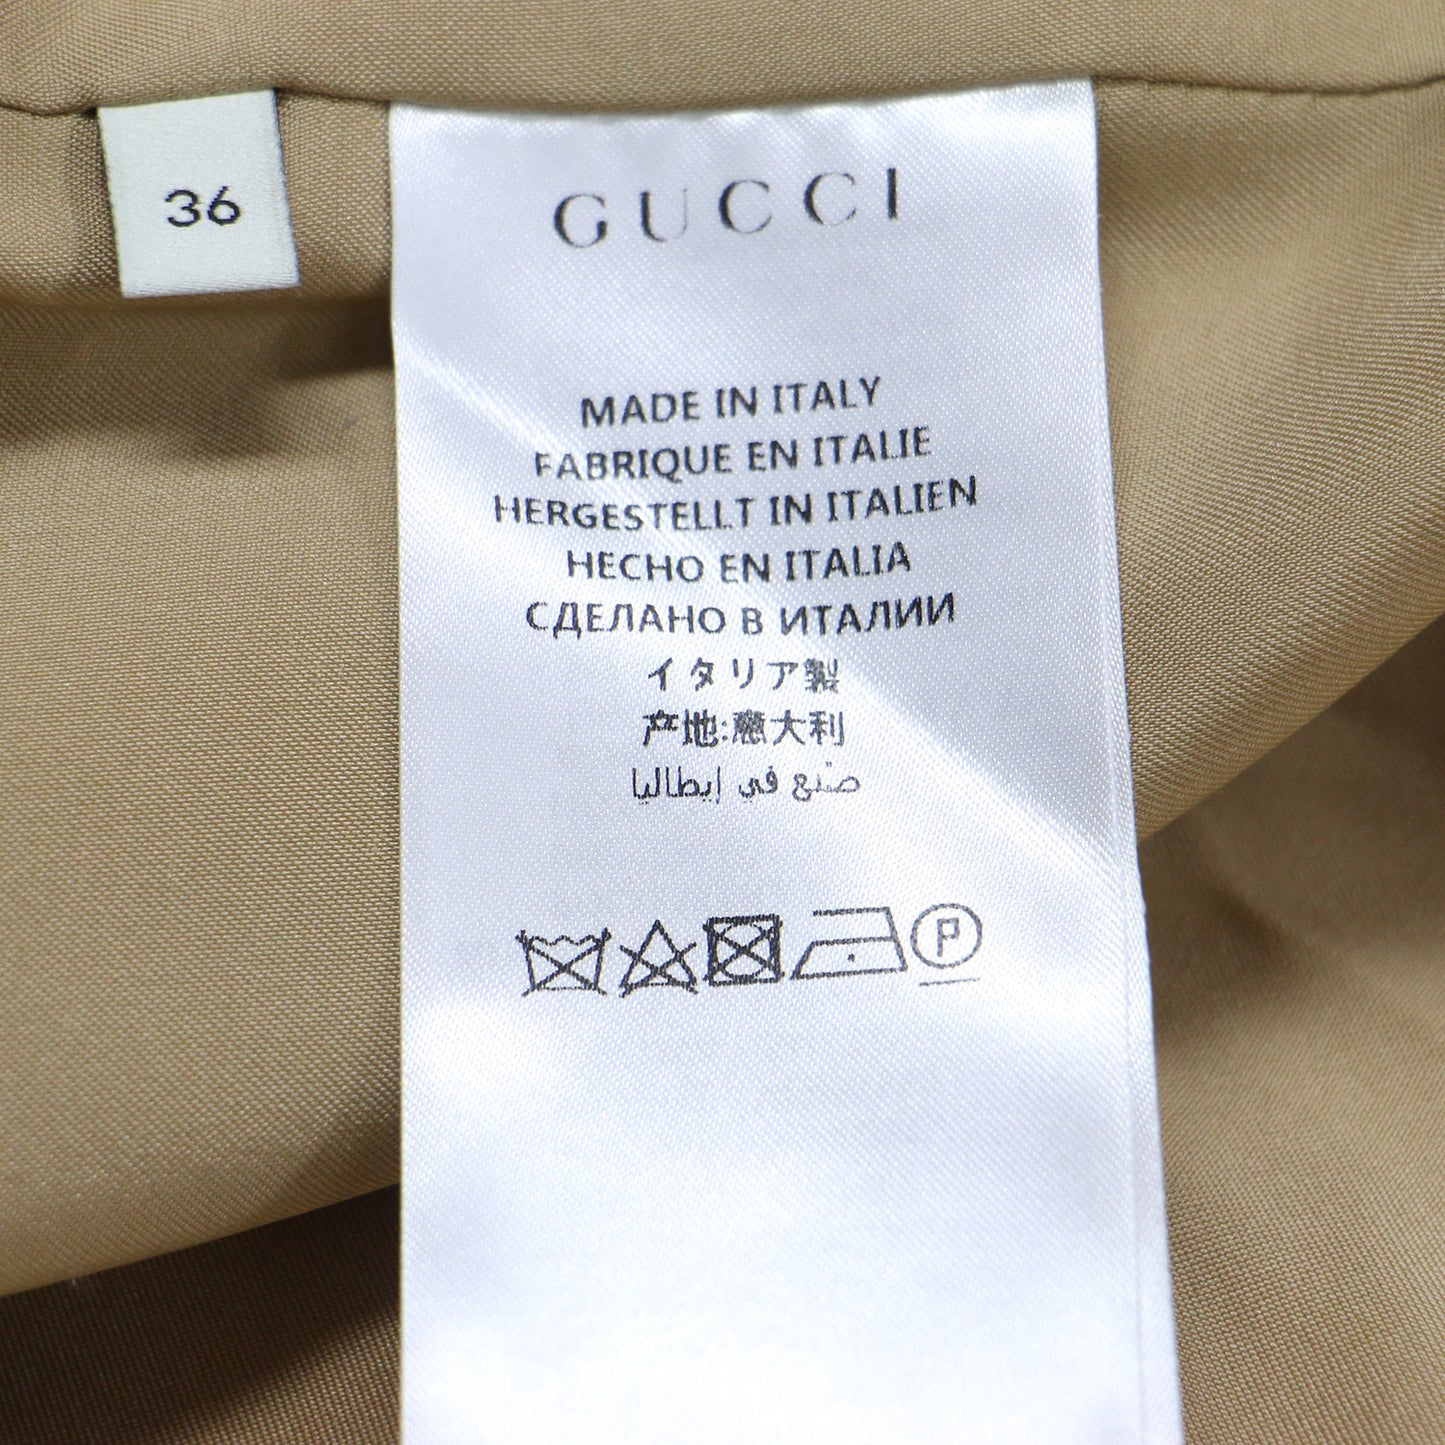 36
GUCCI
MADE IN ITALY
FABRIQUE EN ITALIE
HERGESTELLT IN ITALIEN
HECHO EN ITALIA
СДЕЛАНО В ИТАЛИИ
イタリア製
产地:意大利
صُنع في إيطاليا
P